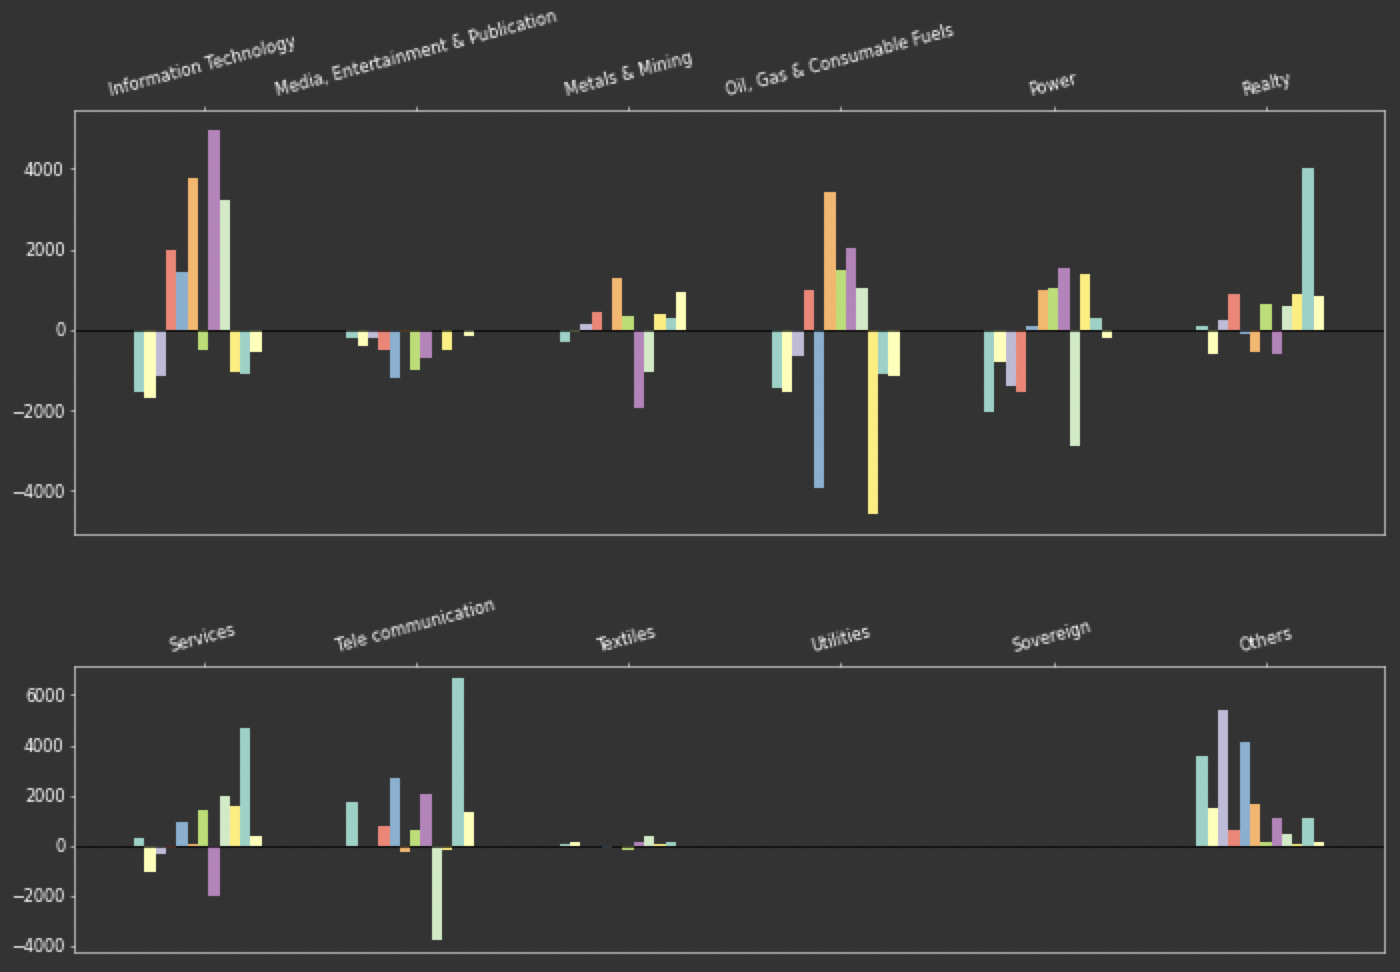 Information Technology
Media, Entertainment & Publication
Metals & Mining
Oil, Gas & Consumable Fuels
Power
Realty
4000
2000
0
−2000
−4000
Services
Tele communication
Textiles
Utilities
Sovereign
Others
6000
4000
2000
0
−2000
−4000